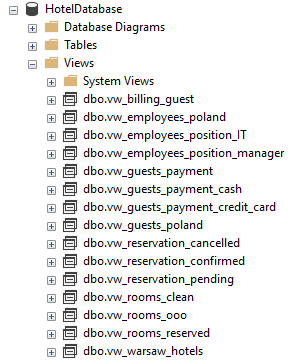 HotelDatabase
Database Diagrams
Tables
Views
System Views
dbo.vw_billing_guest
dbo.vw_employees_poland
dbo.vw_employees_position_IT
dbo.vw_employees_position_manager
dbo.vw_guests_payment
dbo.vw_guests_payment_cash
dbo.vw_guests_payment_credit_card
dbo.vw_guests_poland
dbo.vw_reservation_cancelled
dbo.vw_reservation_confirmed
dbo.vw_reservation_pending
dbo.vw_rooms_clean
dbo.vw_rooms_ooo
dbo.vw_rooms_reserved
dbo.vw_warsaw_hotels